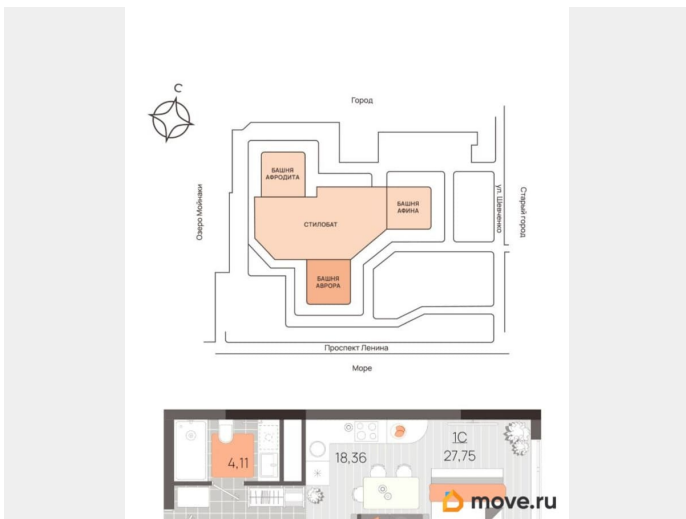 С
Город
БАШНЯ
АФРОДИТА
БАШНЯ
АФИНА
СТИЛОБАТ
БАШНЯ
АВРОРА
Озеро Мойнаки
ул. Шевченко
Старый город
Проспект Ленина
Море
4,11
18,36
1С
27,75
move.ru